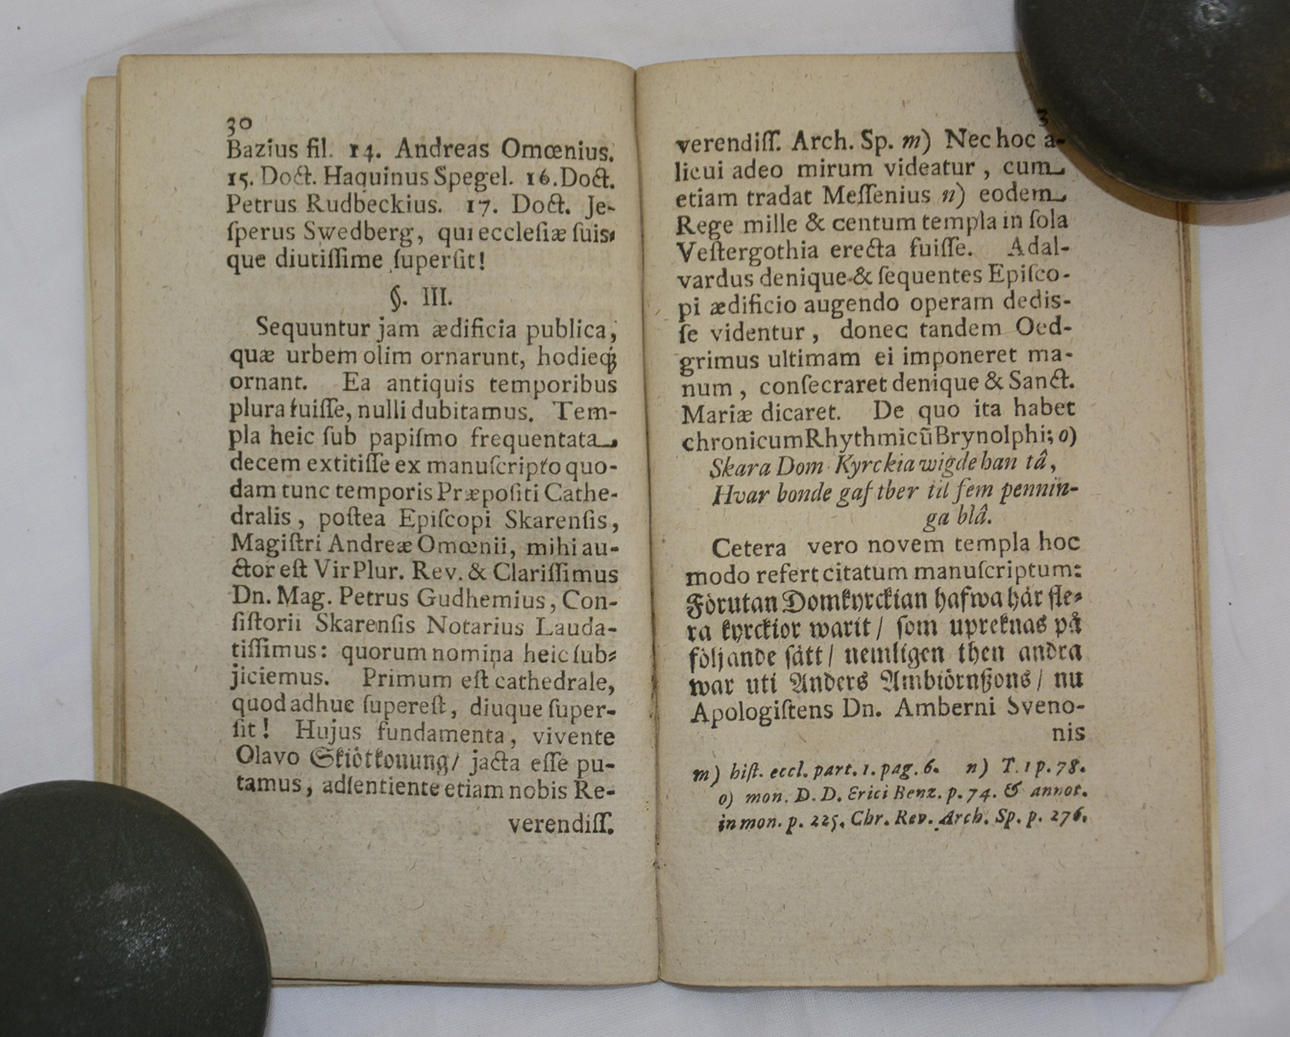 30
Bazius fil. 14. Andreas Omœnius.
15. Doct. Haquinus Spegel. 16. Doct.
Petrus Rudbeckius. 17. Doct. Je-
ſperus Swedberg, qui eccleſiæ ſuis-
que diutiſſime ſuperſit!
§. III.
Sequuntur jam ædificia publica,
quæ urbem olim ornarunt, hodieq;
ornant. Ea antiquis temporibus
plura fuiſſe, nulli dubitamus. Tem-
pla heic ſub papiſmo frequentata
decem extitiſſe ex manuſcripto quo-
dam tunc temporis Præpoſiti Cathe-
dralis, poſtea Epiſcopi Skarenſis,
Magiſtri Andreæ Omœnii, mihi au-
ctor eſt Vir Plur. Rev. & Clariſſimus
Dn. Mag. Petrus Gudhemius, Con-
ſiſtorii Skarenſis Notarius Lauda-
tiſſimus: quorum nomina heic ſub-
jiciemus. Primum eſt cathedrale,
quod adhuc ſupereſt, diuque ſuper-
ſit! Hujus fundamenta, vivente
Olavo Skiötkonung/ jacta eſſe pu-
tamus, adſentiente etiam nobis Re-
verendiſſ.
3
verendiſſ. Arch. Sp. m) Nec hoc a-
licui adeo mirum videatur, cum
etiam tradat Meſſenius n) eodem
Rege mille & centum templa in ſola
Veſtergothia erecta fuiſſe. Adal-
vardus denique & ſequentes Epiſco-
pi ædificio augendo operam dedis-
ſe videntur, donec tandem Oed-
grimus ultimam ei imponeret ma-
num, conſecraret denique & Sanct.
Mariæ dicaret. De quo ita habet
chronicum Rhythmicũ Brynolphi; o)
Skara Dom Kyrckia wigde han tå,
Hvar bonde gaf ther til fem pennin-
ga blå.
Cetera vero novem templa hoc
modo refert citatum manuſcriptum:
Förutan Domkyrckian hafwa här fle-
ra kyrckior warit/ ſom upreknas på
följande ſätt/ nemligen then andra
war uti Anders Ambiörnßons/ nu
Apologiſtens Dn. Amberni Sveno-
nis
m) hiſt. eccl. part. 1. pag. 6. n) T. 1 p. 78.
o) mon. D. D. Erici Benz. p. 74. & annot.
in mon. p. 225. Chr. Rev. Arch. Sp. p. 276.